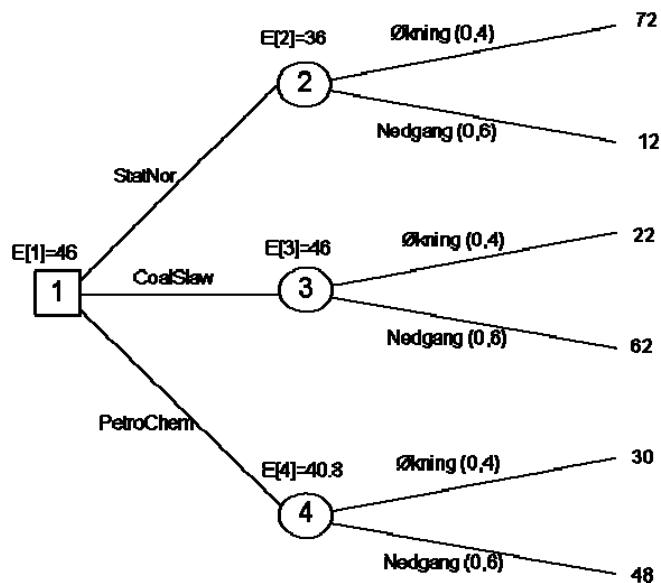 E[2]=36
Økning (0,4)
72
2
Nedgang (0,6)
12
StatNor
E[1]=46
1
CoalSlaw
E[3]=46
Økning (0,4)
22
3
Nedgang (0,6)
62
PetroChem
E[4]=40.8
Økning (0,4)
30
4
Nedgang (0,6)
48